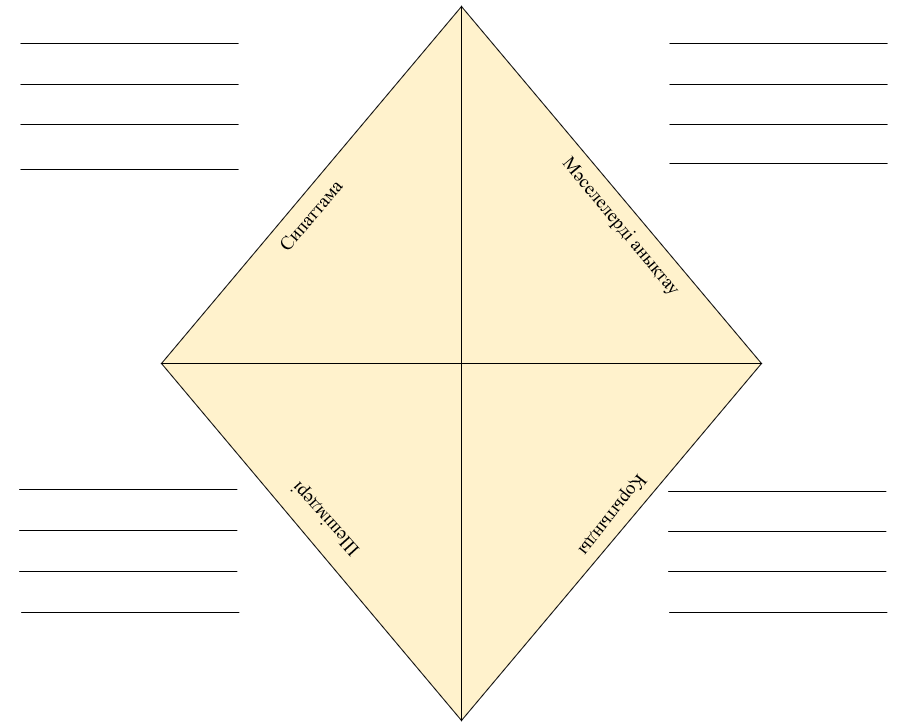 Сипаттама
Мәселелерді анықтау
Шешімдері
Қорытынды